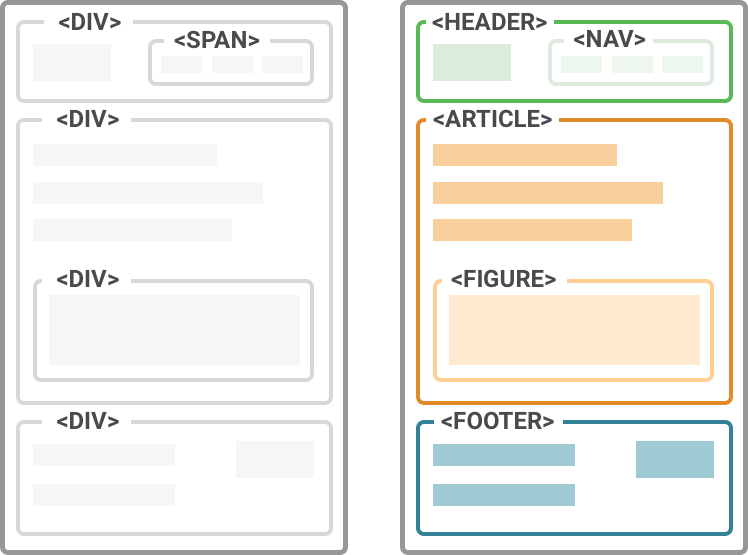 <DIV>
<SPAN>
<DIV>
<DIV>
<DIV>
<HEADER>
<NAV>
<ARTICLE>
<FIGURE>
<FOOTER>